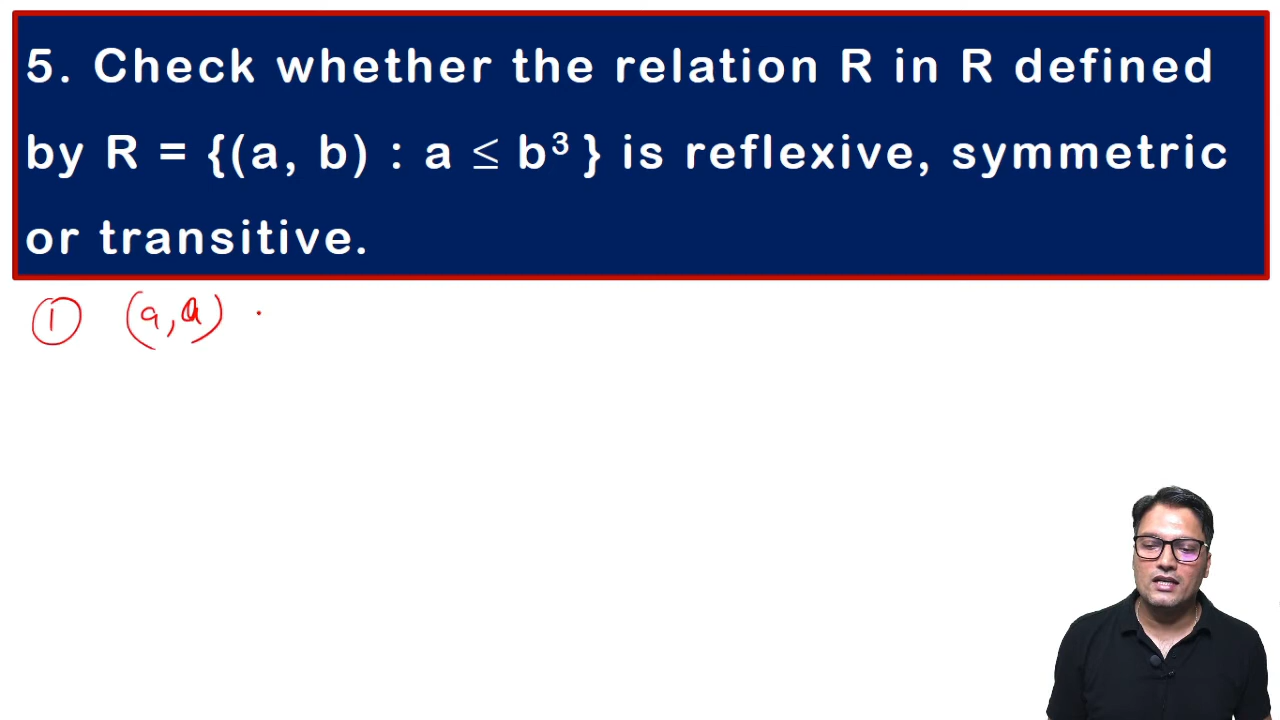 5. Check whether the relation R in R defined
by R = {(a, b) : a ≤ b³ } is reflexive, symmetric
or transitive.
① (a, a)